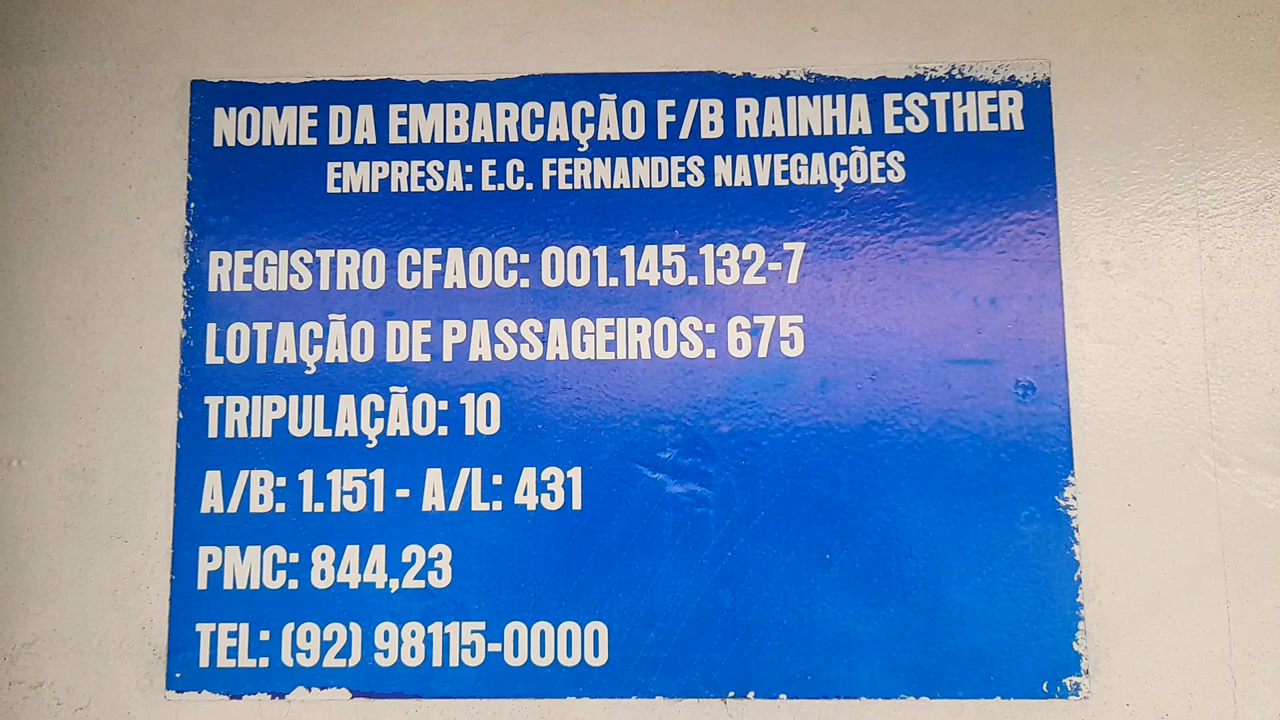 NOME DA EMBARCAÇÃO F/B RAINHA ESTHER
EMPRESA: E.C. FERNANDES NAVEGAÇÕES
REGISTRO CFAOC: 001.145.132-7
LOTAÇÃO DE PASSAGEIROS: 675
TRIPULAÇÃO: 10
A/B: 1.151 - A/L: 431
PMC: 844,23
TEL: (92) 98115-0000